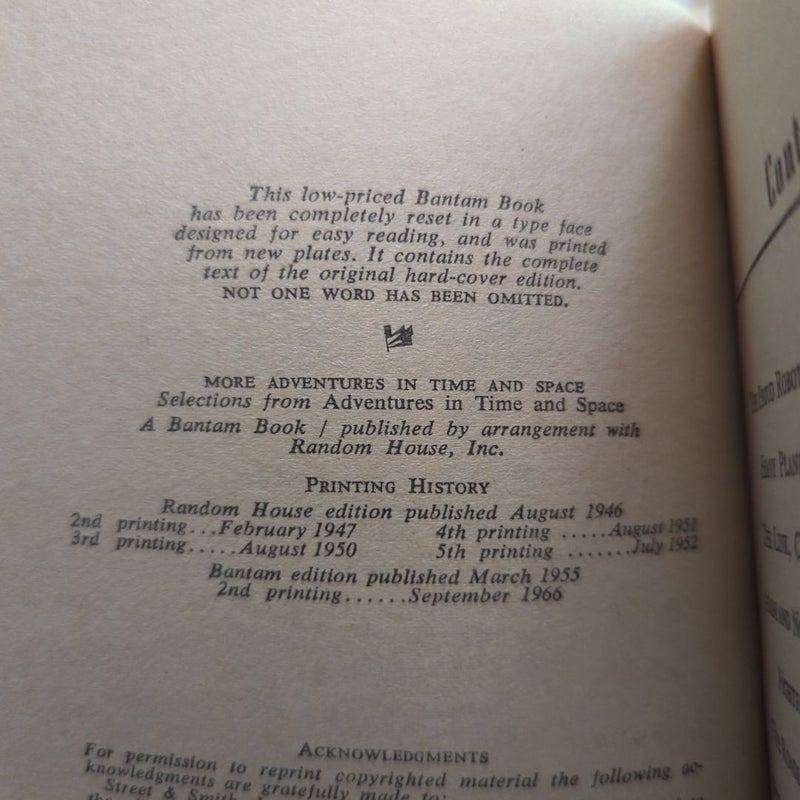 This low-priced Bantam Book
has been completely reset in a type face
designed for easy reading, and was printed
from new plates. It contains the complete
text of the original hard-cover edition.
NOT ONE WORD HAS BEEN OMITTED.
MORE ADVENTURES IN TIME AND SPACE
Selections from Adventures in Time and Space
A Bantam Book / published by arrangement with
Random House, Inc.
PRINTING HISTORY
Random House edition published August 1946
2nd printing...February 1947 4th printing .....August 1951
3rd printing.....August 1950 5th printing .......July 1952
Bantam edition published March 1955
2nd printing......September 1966
ACKNOWLEDGMENTS
For permission to reprint copyrighted material the following ac-
knowledgments are gratefully made to:
Street & Smith
Cont
ROBOT